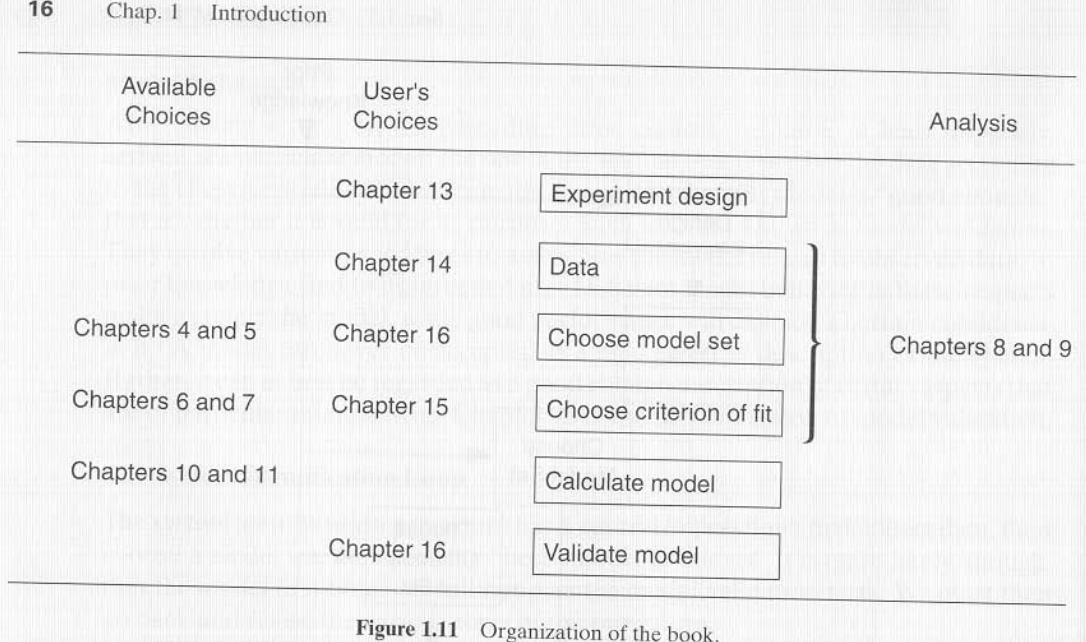 16 Chap. 1 Introduction
Available Choices
User's Choices
Analysis
Chapter 13 Experiment design
Chapter 14 Data
Chapters 4 and 5 Chapter 16 Choose model set Chapters 8 and 9
Chapters 6 and 7 Chapter 15 Choose criterion of fit
Chapters 10 and 11 Calculate model
Chapter 16 Validate model
Figure 1.11 Organization of the book.